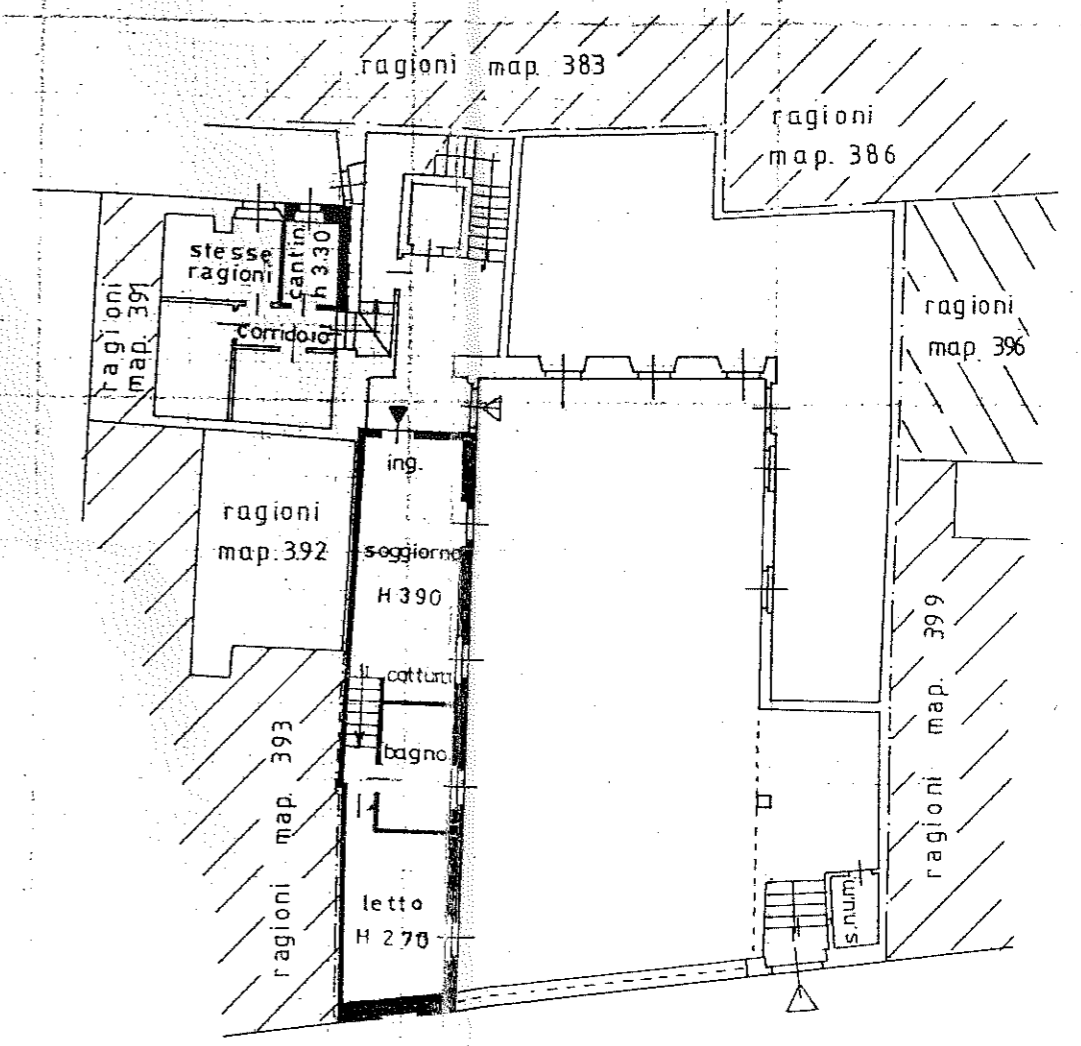 ragioni map. 383
ragioni
map. 386
stesse
ragioni
cantin.
h 3.30
ragioni
map. 391
corridoio
ragioni
map. 396
ing.
ragioni
map. 392
soggiorno
H 390
cottura
bagno
ragioni map. 393
ragioni map. 399
letto
H 270
s.num.